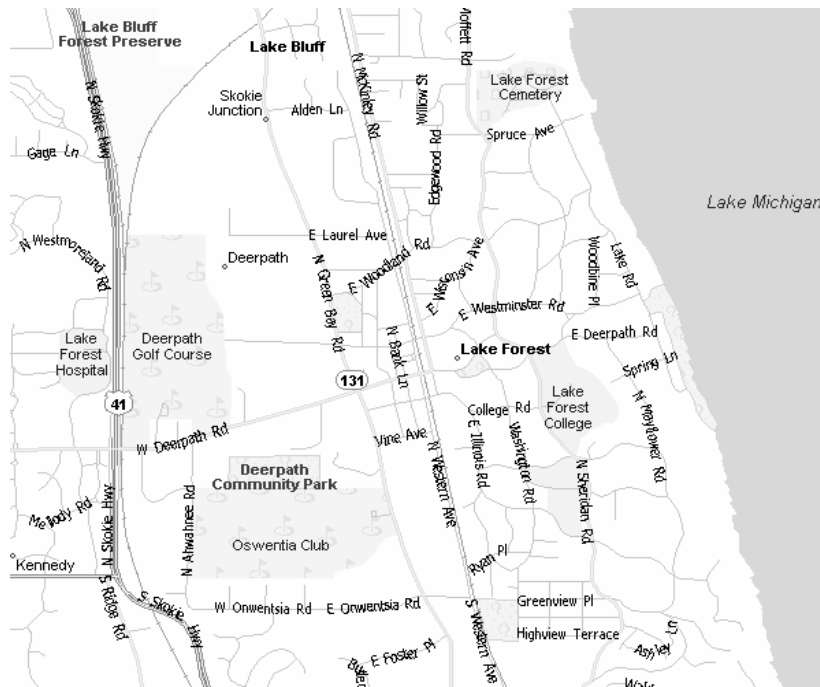 Lake Bluff
Forest Preserve
Lake Bluff
Moffett Rd
N Skokie Hwy
N McKinley Rd
Willow St
Lake Forest
Cemetery
Skokie
Junction
Alden Ln
Spruce Ave
Gage Ln
Edgewood Rd
Lake Michigan
N Westmoreland Rd
E Laurel Ave
Deerpath
E Woodland Rd
Woodbine Pl
Lake Rd
N Green Bay Rd
E Westminster Rd
Lake
Forest
Hospital
Deerpath
Golf Course
N Bank Ln
E Deerpath Rd
Lake Forest
Spring Ln
131
41
Lake
Forest
College
N Mayflower Rd
College Rd
W Deerpath Rd
Vine Ave
E Illinois Rd
Washington Rd
N Western Ave
Deerpath
Community Park
N Sheridan Rd
Mellody Rd
N Skokie Hwy
N Ahwahnee Rd
Oswentia Club
Ryan Pl
Kennedy
S Ridge Rd
S Skokie Hwy
W Onwentsia Rd
E Onwentsia Rd
S Western Ave
Greenview Pl
Highview Terrace
Ashley Ln
E Foster Pl